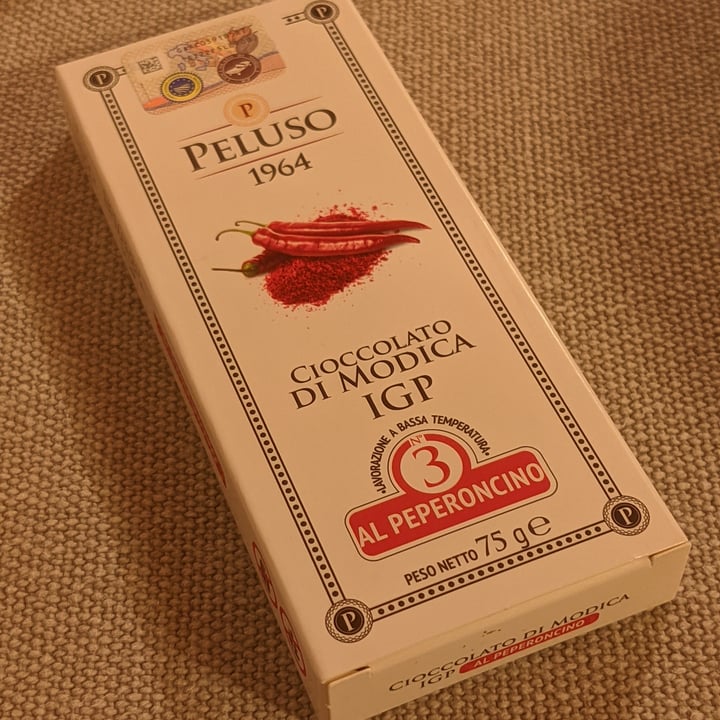 P
P
P
PELUSO
1964
CIOCCOLATO
DI MODICA
IGP
•LAVORAZIONE A BASSA TEMPERATURA•
N°
3
AL PEPERONCINO
PESO NETTO 75 g℮
P
P
CIOCCOLATO DI MODICA
IGP AL PEPERONCINO